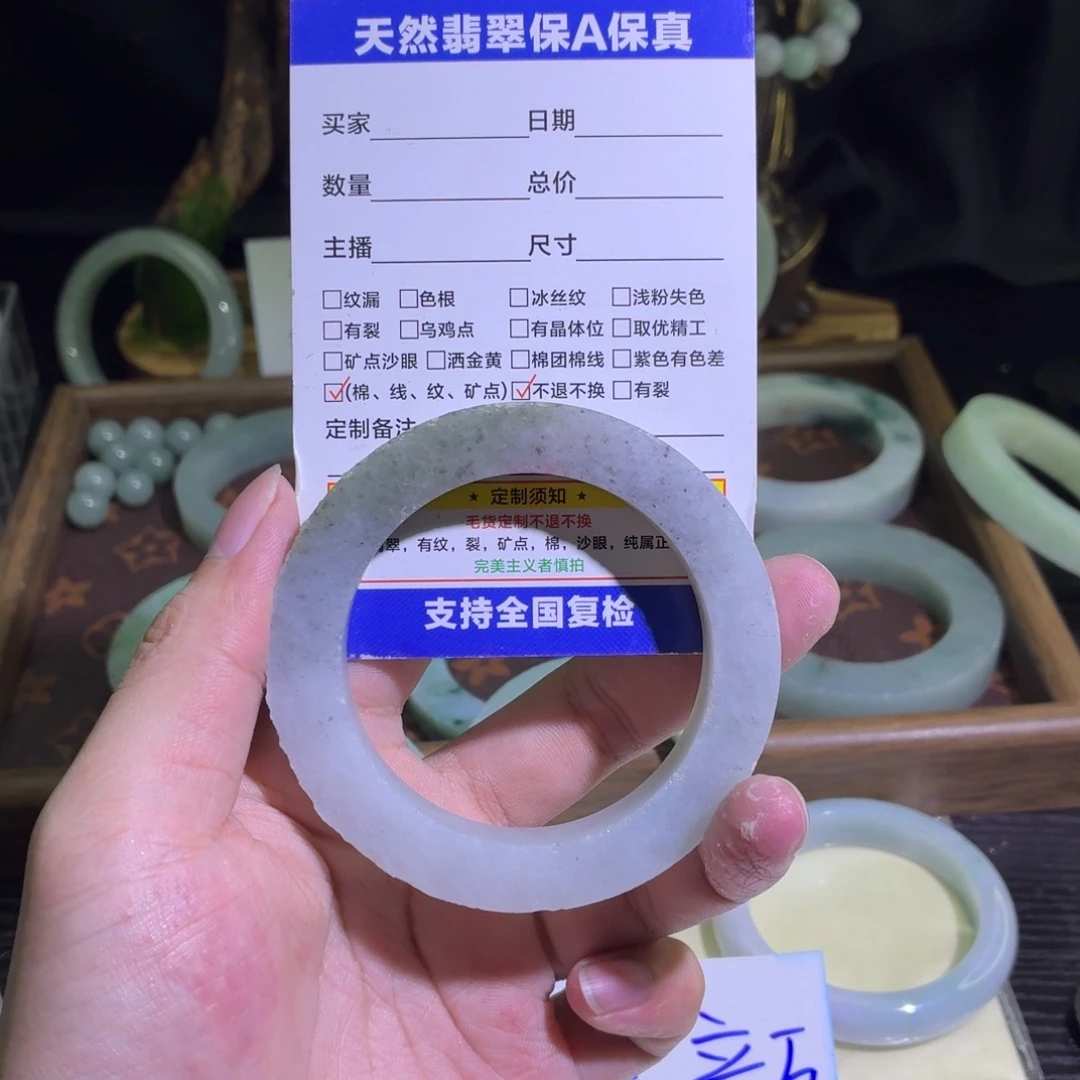 天然翡翠保A保真
买家 日期
数量 总价
主播 尺寸
□纹漏 □色根 □冰丝纹 □浅粉失色
□有裂 □乌鸡点 □有晶体位 □取优精工
□矿点沙眼 □洒金黄 □棉团棉线 □紫色有色差
☑(棉、线、纹、矿点) ☑不退不换 □有裂
定制备注
★ 定制须知 ★
毛货定制不退不换
翠，有纹，裂，矿点，棉，沙眼，纯属正
完美主义者慎拍
支持全国复检